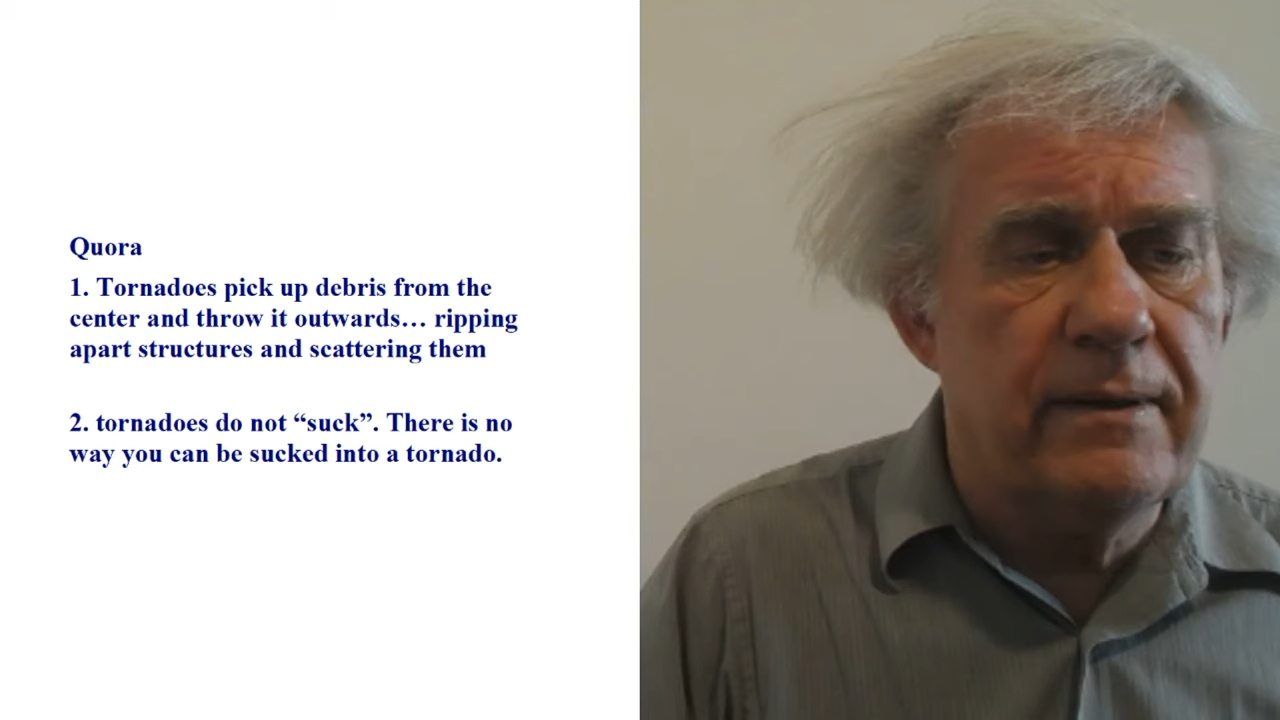 Quora
1. Tornadoes pick up debris from the
center and throw it outwards… ripping
apart structures and scattering them
2. tornadoes do not “suck”. There is no
way you can be sucked into a tornado.